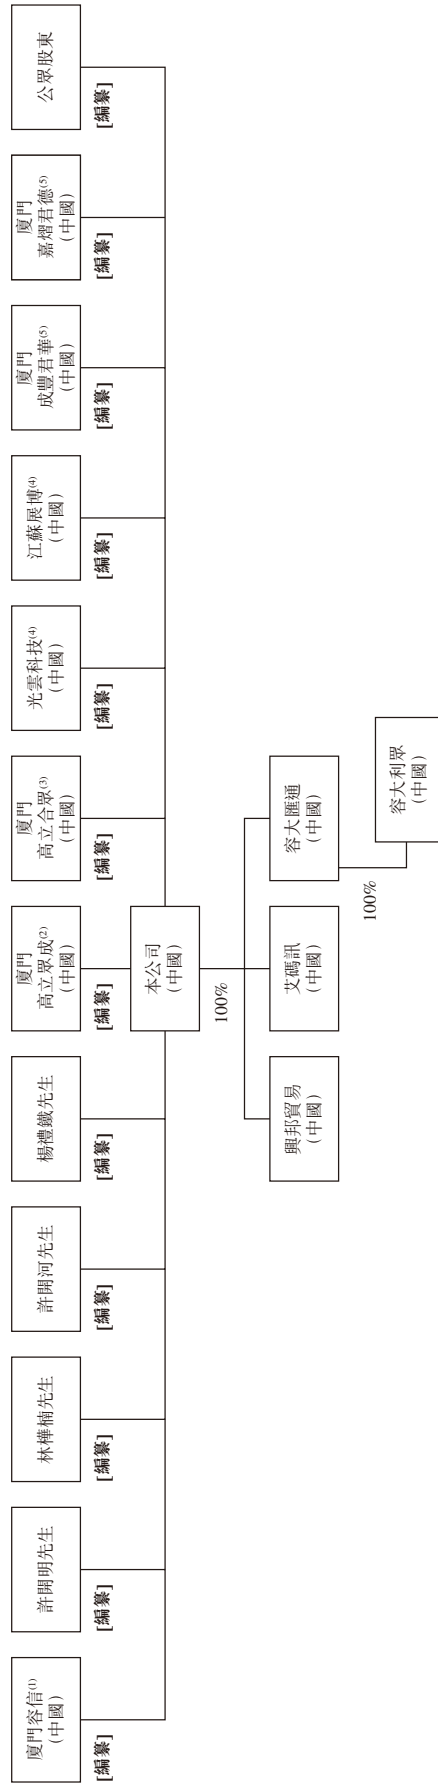 廈門容信⁽¹⁾
（中國）
許開明先生
林樺楠先生
許開河先生
楊禮鐵先生
廈門
高立眾成⁽²⁾
（中國）
廈門
高立合眾⁽³⁾
（中國）
光雲科技⁽⁴⁾
（中國）
江蘇展博⁽⁴⁾
（中國）
廈門
成豐君華⁽⁵⁾
（中國）
廈門
嘉熠君德⁽⁵⁾
（中國）
公眾股東
[編纂]
[編纂]
[編纂]
[編纂]
[編纂]
[編纂]
[編纂]
[編纂]
[編纂]
[編纂]
[編纂]
[編纂]
本公司
（中國）
100%
興邦貿易
（中國）
艾碼訊
（中國）
容大匯通
（中國）
100%
容大利眾
（中國）